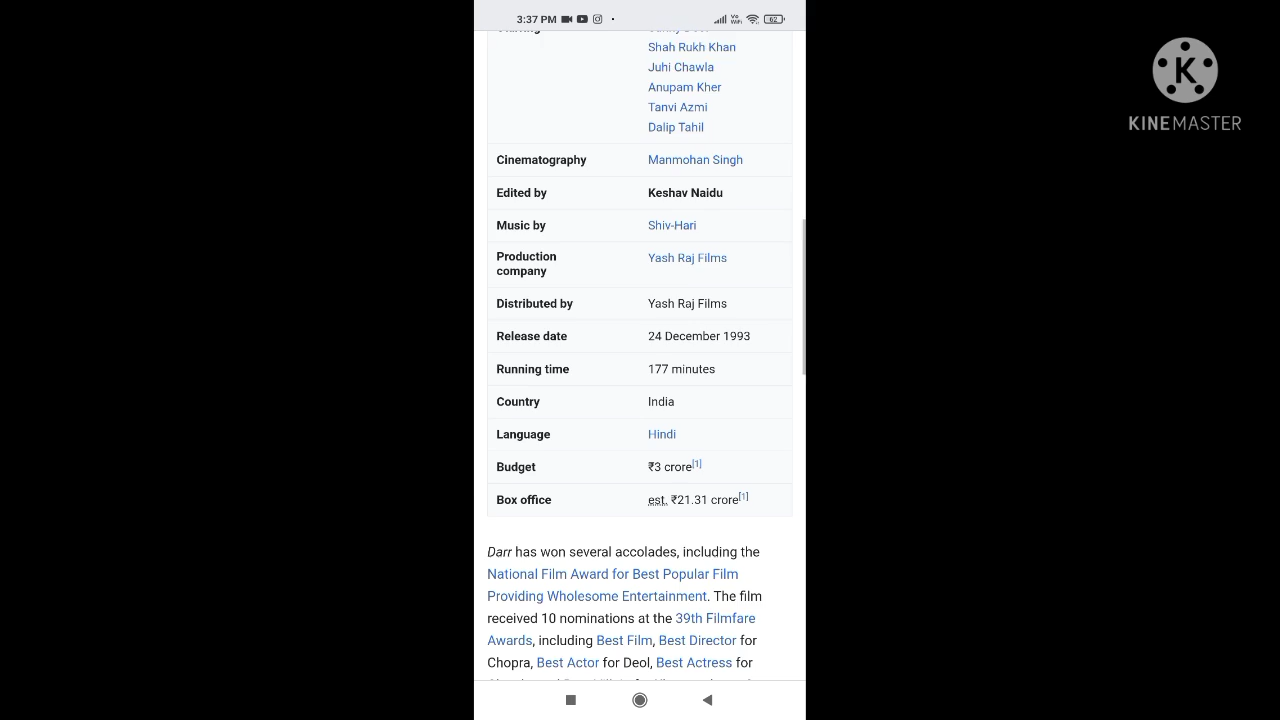 3:37 PM
62
Shah Rukh Khan
Juhi Chawla
Anupam Kher
Tanvi Azmi
Dalip Tahil
Cinematography Manmohan Singh
Edited by Keshav Naidu
Music by Shiv-Hari
Production company Yash Raj Films
Distributed by Yash Raj Films
Release date 24 December 1993
Running time 177 minutes
Country India
Language Hindi
Budget ₹3 crore[1]
Box office est. ₹21.31 crore[1]
Darr has won several accolades, including the
National Film Award for Best Popular Film
Providing Wholesome Entertainment. The film
received 10 nominations at the 39th Filmfare
Awards, including Best Film, Best Director for
Chopra, Best Actor for Deol, Best Actress for
K
KINEMASTER